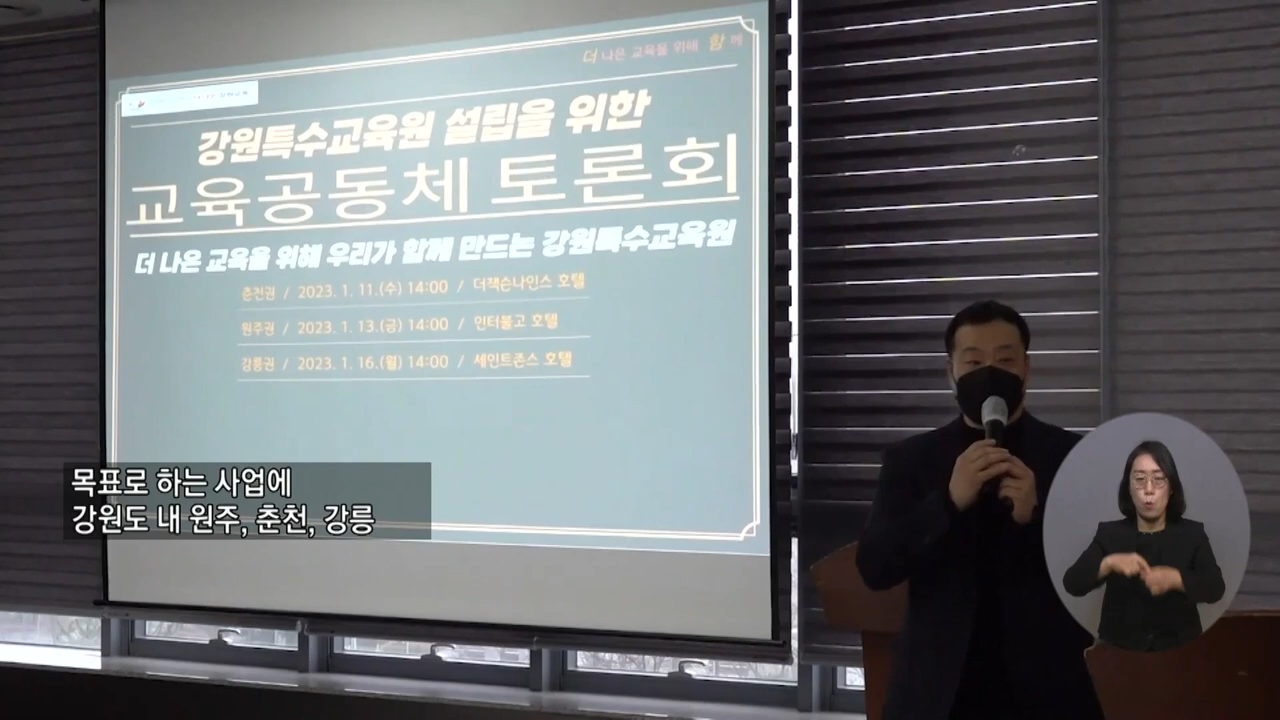 더 나은 교육을 위해 함께
강원특수교육원 설립을 위한
교육공동체 토론회
더 나은 교육을 위해 우리가 함께 만드는 강원특수교육원
춘천권 / 2023. 1. 11.(수) 14:00 / 더잭슨나인스 호텔
원주권 / 2023. 1. 13.(금) 14:00 / 인터불고 호텔
강릉권 / 2023. 1. 16.(월) 14:00 / 세인트존스 호텔
목표로 하는 사업에
강원도 내 원주, 춘천, 강릉